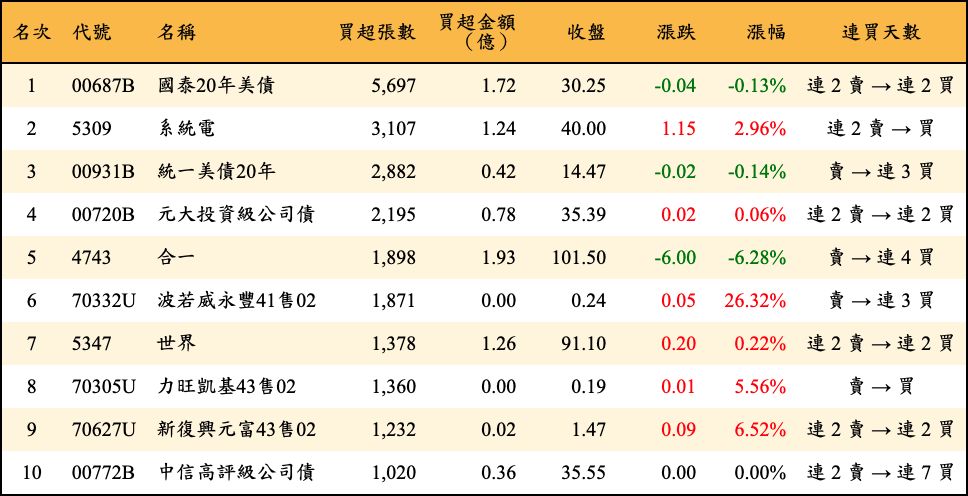 名次 代號 名稱 買超張數 買超金額（億） 收盤 漲跌 漲幅 連買天數
1 00687B 國泰20年美債 5,697 1.72 30.25 -0.04 -0.13% 連 2 賣 → 連 2 買
2 5309 系統電 3,107 1.24 40.00 1.15 2.96% 連 2 賣 → 買
3 00931B 統一美債20年 2,882 0.42 14.47 -0.02 -0.14% 賣 → 連 3 買
4 00720B 元大投資級公司債 2,195 0.78 35.39 0.02 0.06% 連 2 賣 → 連 2 買
5 4743 合一 1,898 1.93 101.50 -6.00 -6.28% 賣 → 連 4 買
6 70332U 波若威永豐41售02 1,871 0.00 0.24 0.05 26.32% 賣 → 連 3 買
7 5347 世界 1,378 1.26 91.10 0.20 0.22% 連 2 賣 → 連 2 買
8 70305U 力旺凱基43售02 1,360 0.00 0.19 0.01 5.56% 賣 → 買
9 70627U 新復興元富43售02 1,232 0.02 1.47 0.09 6.52% 連 2 賣 → 連 2 買
10 00772B 中信高評級公司債 1,020 0.36 35.55 0.00 0.00% 連 2 賣 → 連 7 買